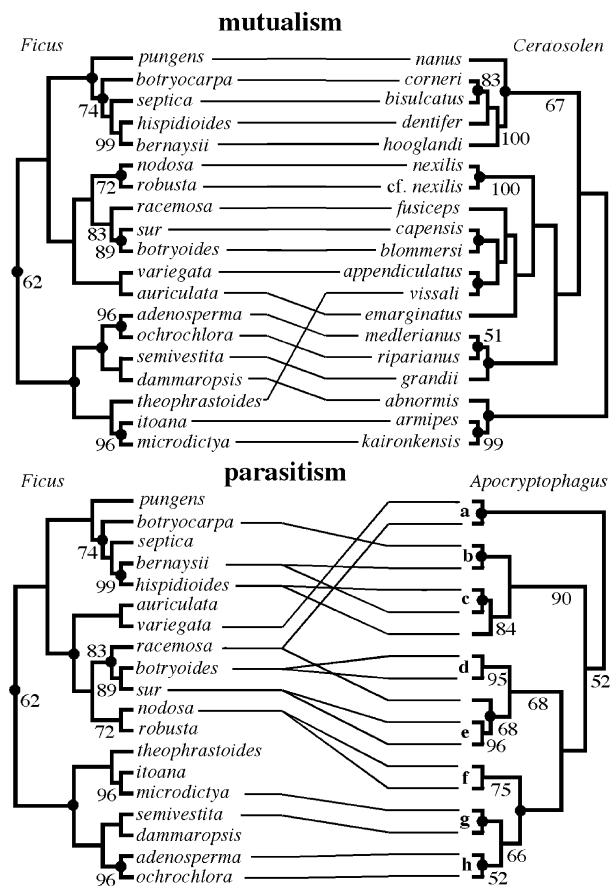 mutualism
Ficus
Ceraosolen
pungens nanus
botryocarpa corneri 83
septica bisulcatus 67
74 hispidioides dentifer
99 bernaysii hooglandi 100
nodosa nexilis
72 robusta cf. nexilis 100
racemosa fusiceps
83 sur capensis
89 botryoides blommersi
62 variegata appendiculatus
auriculata vissali
96 adenosperma emarginatus
ochrochlora medlerianus 51
semivestita riparianus
dammaropsis grandii
theophrastoides abnormis
itoana armipes
96 microdictya kaironkensis 99
parasitism
Ficus
Apocryptophagus
pungens a
botryocarpa
74 septica b
bernaysii 90
99 hispidioides c
auriculata
variegata 84
83 racemosa
botryoides d 52
89 sur 95
62 nodosa 68
72 robusta e 68
96
theophrastoides
itoana f
96 microdictya 75
semivestita g
dammaropsis
adenosperma 66
96 ochrochlora h 52